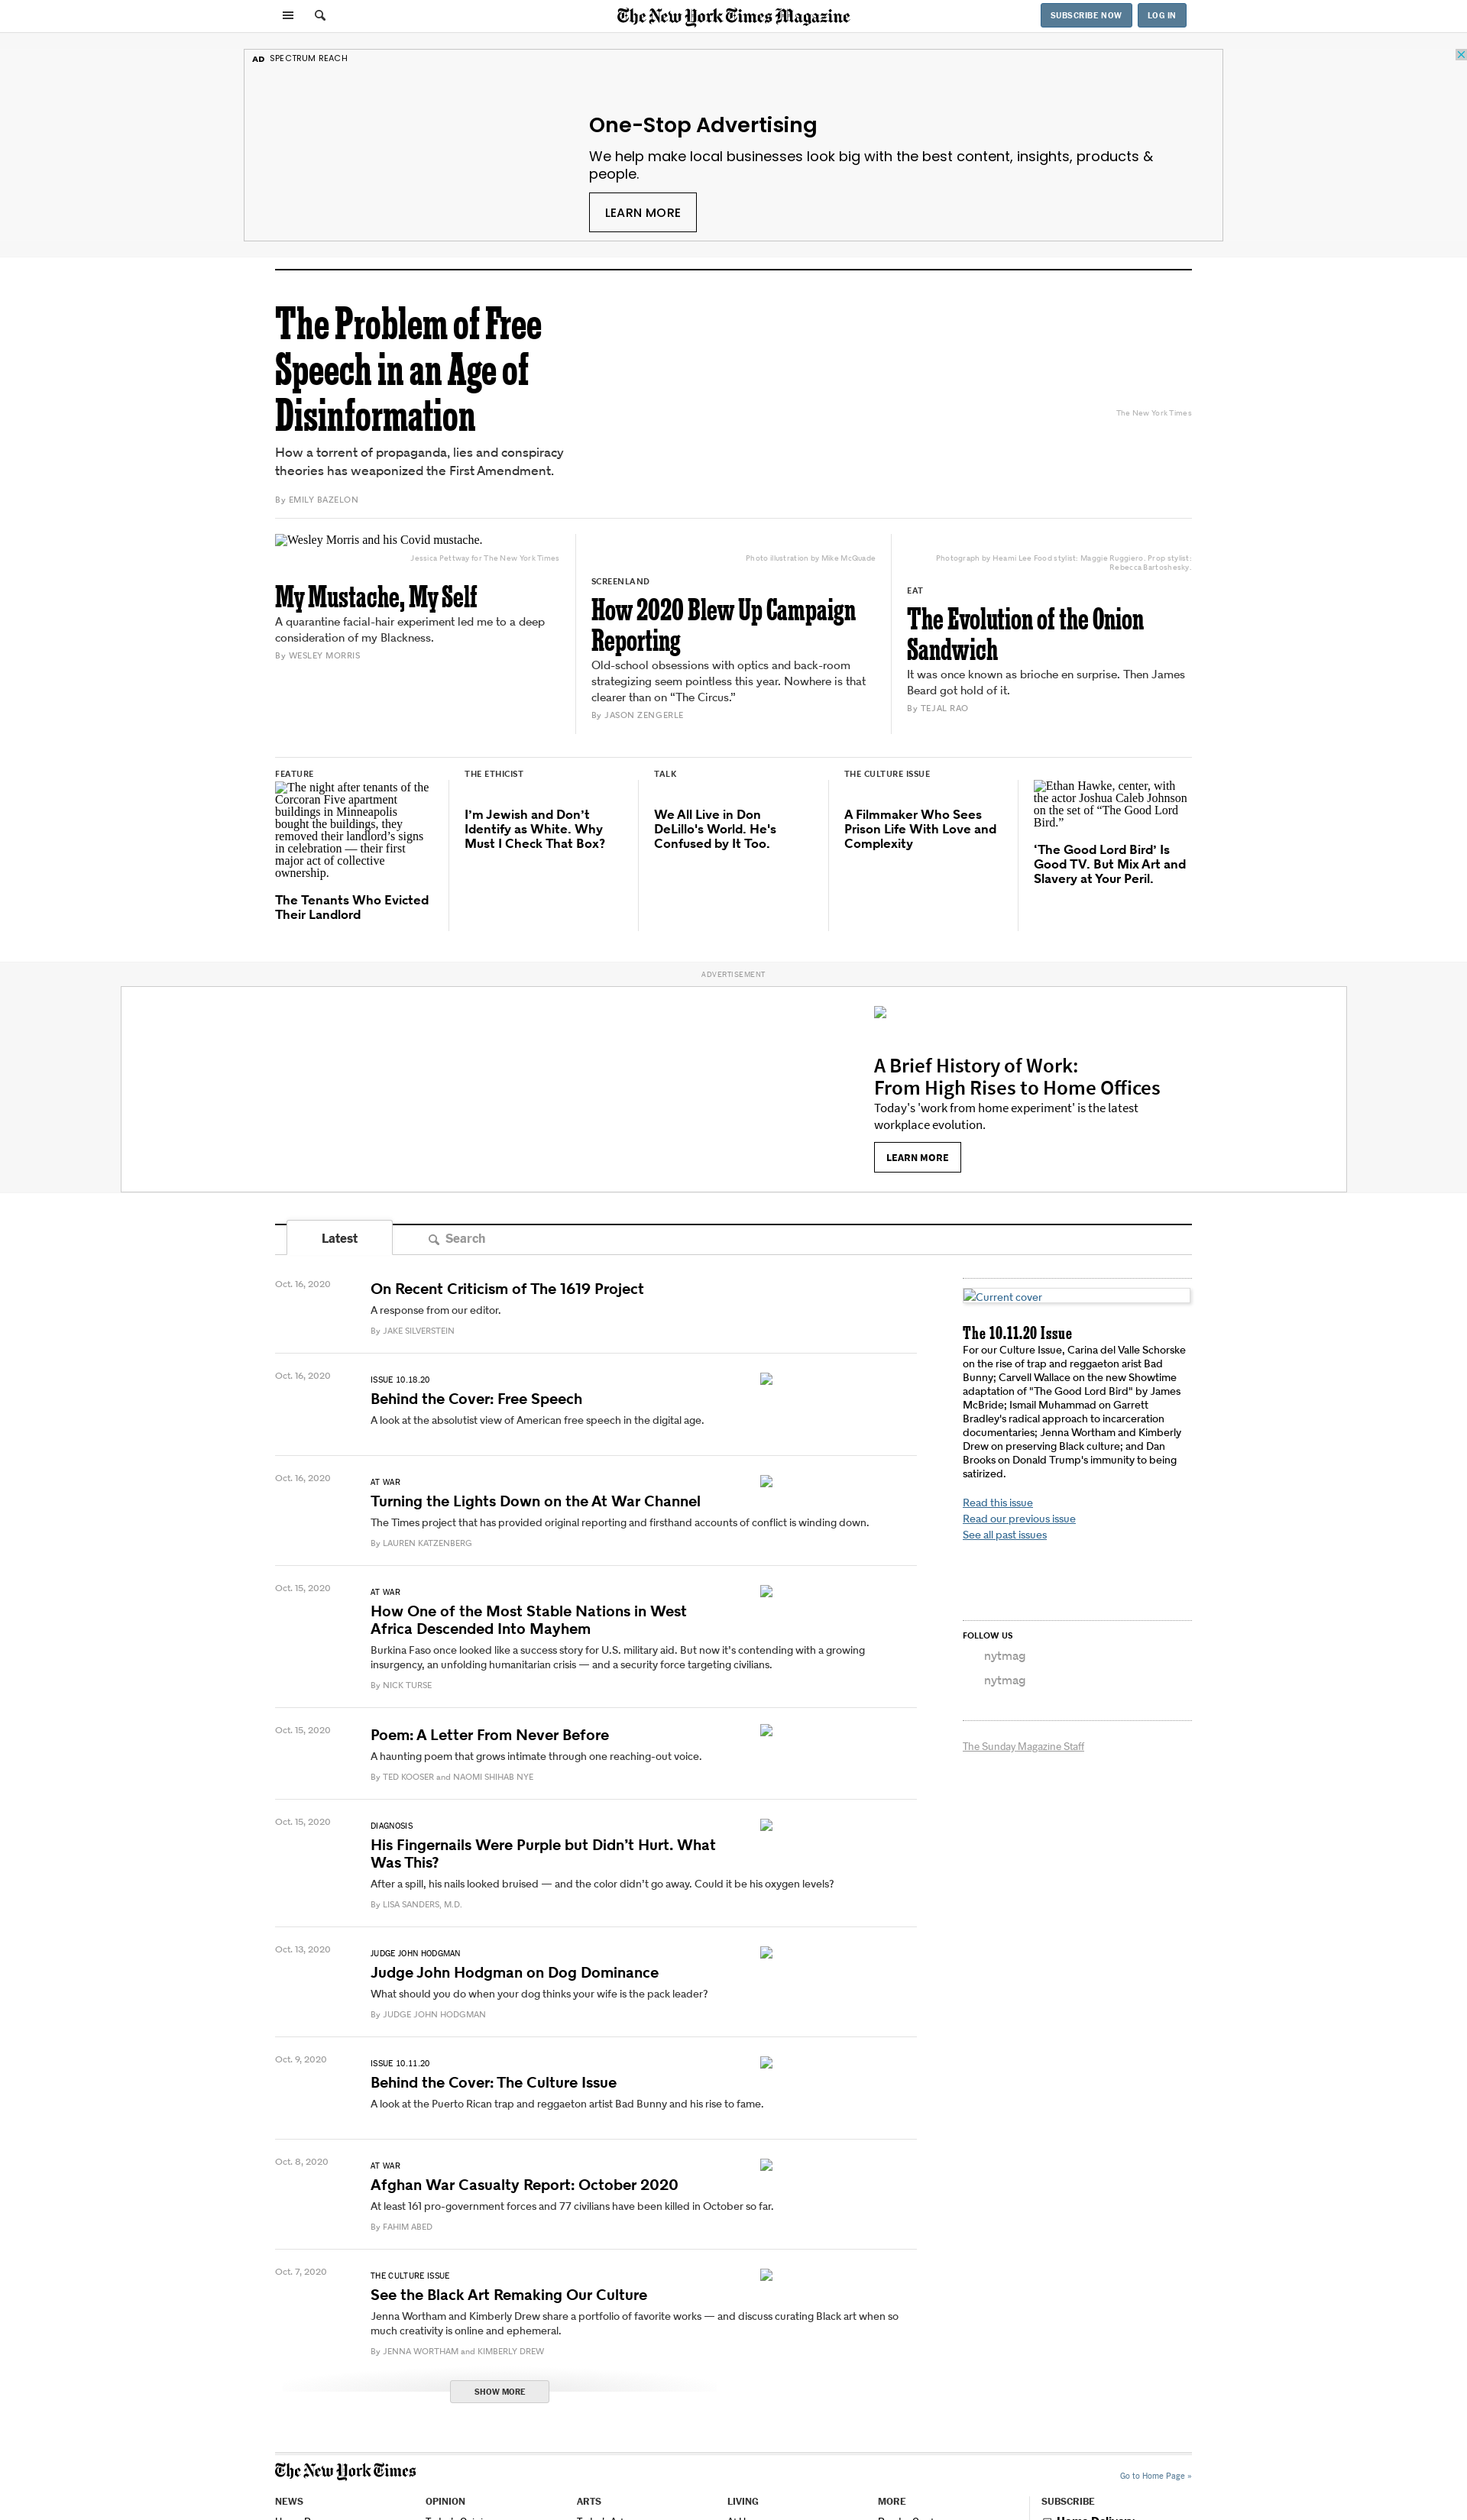 The New York Times Magazine
SUBSCRIBE NOW
LOG IN
AD SPECTRUM REACH
One-Stop Advertising
We help make local businesses look big with the best content, insights, products &
people.
LEARN MORE
The Problem of Free
Speech in an Age of
Disinformation
The New York Times
How a torrent of propaganda, lies and conspiracy
theories has weaponized the First Amendment.
By EMILY BAZELON
Wesley Morris and his Covid mustache.
Jessica Pettway for The New York Times
My Mustache, My Self
A quarantine facial-hair experiment led me to a deep
consideration of my Blackness.
By WESLEY MORRIS
Photo illustration by Mike McQuade
SCREENLAND
How 2020 Blew Up Campaign
Reporting
Old-school obsessions with optics and back-room
strategizing seem pointless this year. Nowhere is that
clearer than on “The Circus.”
By JASON ZENGERLE
Photograph by Heami Lee Food stylist: Maggie Ruggiero. Prop stylist:
Rebecca Bartoshesky.
EAT
The Evolution of the Onion
Sandwich
It was once known as brioche en surprise. Then James
Beard got hold of it.
By TEJAL RAO
FEATURE
The night after tenants of the
Corcoran Five apartment
buildings in Minneapolis
bought the buildings, they
removed their landlord’s signs
in celebration — their first
major act of collective
ownership.
The Tenants Who Evicted
Their Landlord
THE ETHICIST
I’m Jewish and Don’t
Identify as White. Why
Must I Check That Box?
TALK
We All Live in Don
DeLillo's World. He's
Confused by It Too.
THE CULTURE ISSUE
A Filmmaker Who Sees
Prison Life With Love and
Complexity
Ethan Hawke, center, with
the actor Joshua Caleb Johnson
on the set of “The Good Lord
Bird.”
‘The Good Lord Bird’ Is
Good TV. But Mix Art and
Slavery at Your Peril.
ADVERTISEMENT
A Brief History of Work:
From High Rises to Home Offices
Today's 'work from home experiment' is the latest
workplace evolution.
LEARN MORE
Latest
Search
Oct. 16, 2020
On Recent Criticism of The 1619 Project
A response from our editor.
By JAKE SILVERSTEIN
Oct. 16, 2020
ISSUE 10.18.20
Behind the Cover: Free Speech
A look at the absolutist view of American free speech in the digital age.
Oct. 16, 2020
AT WAR
Turning the Lights Down on the At War Channel
The Times project that has provided original reporting and firsthand accounts of conflict is winding down.
By LAUREN KATZENBERG
Oct. 15, 2020
AT WAR
How One of the Most Stable Nations in West
Africa Descended Into Mayhem
Burkina Faso once looked like a success story for U.S. military aid. But now it’s contending with a growing
insurgency, an unfolding humanitarian crisis — and a security force targeting civilians.
By NICK TURSE
Oct. 15, 2020
Poem: A Letter From Never Before
A haunting poem that grows intimate through one reaching-out voice.
By TED KOOSER and NAOMI SHIHAB NYE
Oct. 15, 2020
DIAGNOSIS
His Fingernails Were Purple but Didn’t Hurt. What
Was This?
After a spill, his nails looked bruised — and the color didn’t go away. Could it be his oxygen levels?
By LISA SANDERS, M.D.
Oct. 13, 2020
JUDGE JOHN HODGMAN
Judge John Hodgman on Dog Dominance
What should you do when your dog thinks your wife is the pack leader?
By JUDGE JOHN HODGMAN
Oct. 9, 2020
ISSUE 10.11.20
Behind the Cover: The Culture Issue
A look at the Puerto Rican trap and reggaeton artist Bad Bunny and his rise to fame.
Oct. 8, 2020
AT WAR
Afghan War Casualty Report: October 2020
At least 161 pro-government forces and 77 civilians have been killed in October so far.
By FAHIM ABED
Oct. 7, 2020
THE CULTURE ISSUE
See the Black Art Remaking Our Culture
Jenna Wortham and Kimberly Drew share a portfolio of favorite works — and discuss curating Black art when so
much creativity is online and ephemeral.
By JENNA WORTHAM and KIMBERLY DREW
SHOW MORE
Current cover
The 10.11.20 Issue
For our Culture Issue, Carina del Valle Schorske
on the rise of trap and reggaeton arist Bad
Bunny; Carvell Wallace on the new Showtime
adaptation of "The Good Lord Bird" by James
McBride; Ismail Muhammad on Garrett
Bradley's radical approach to incarceration
documentaries; Jenna Wortham and Kimberly
Drew on preserving Black culture; and Dan
Brooks on Donald Trump's immunity to being
satirized.
Read this issue
Read our previous issue
See all past issues
FOLLOW US
nytmag
nytmag
The Sunday Magazine Staff
The New York Times
Go to Home Page »
NEWS
OPINION
ARTS
LIVING
MORE
SUBSCRIBE